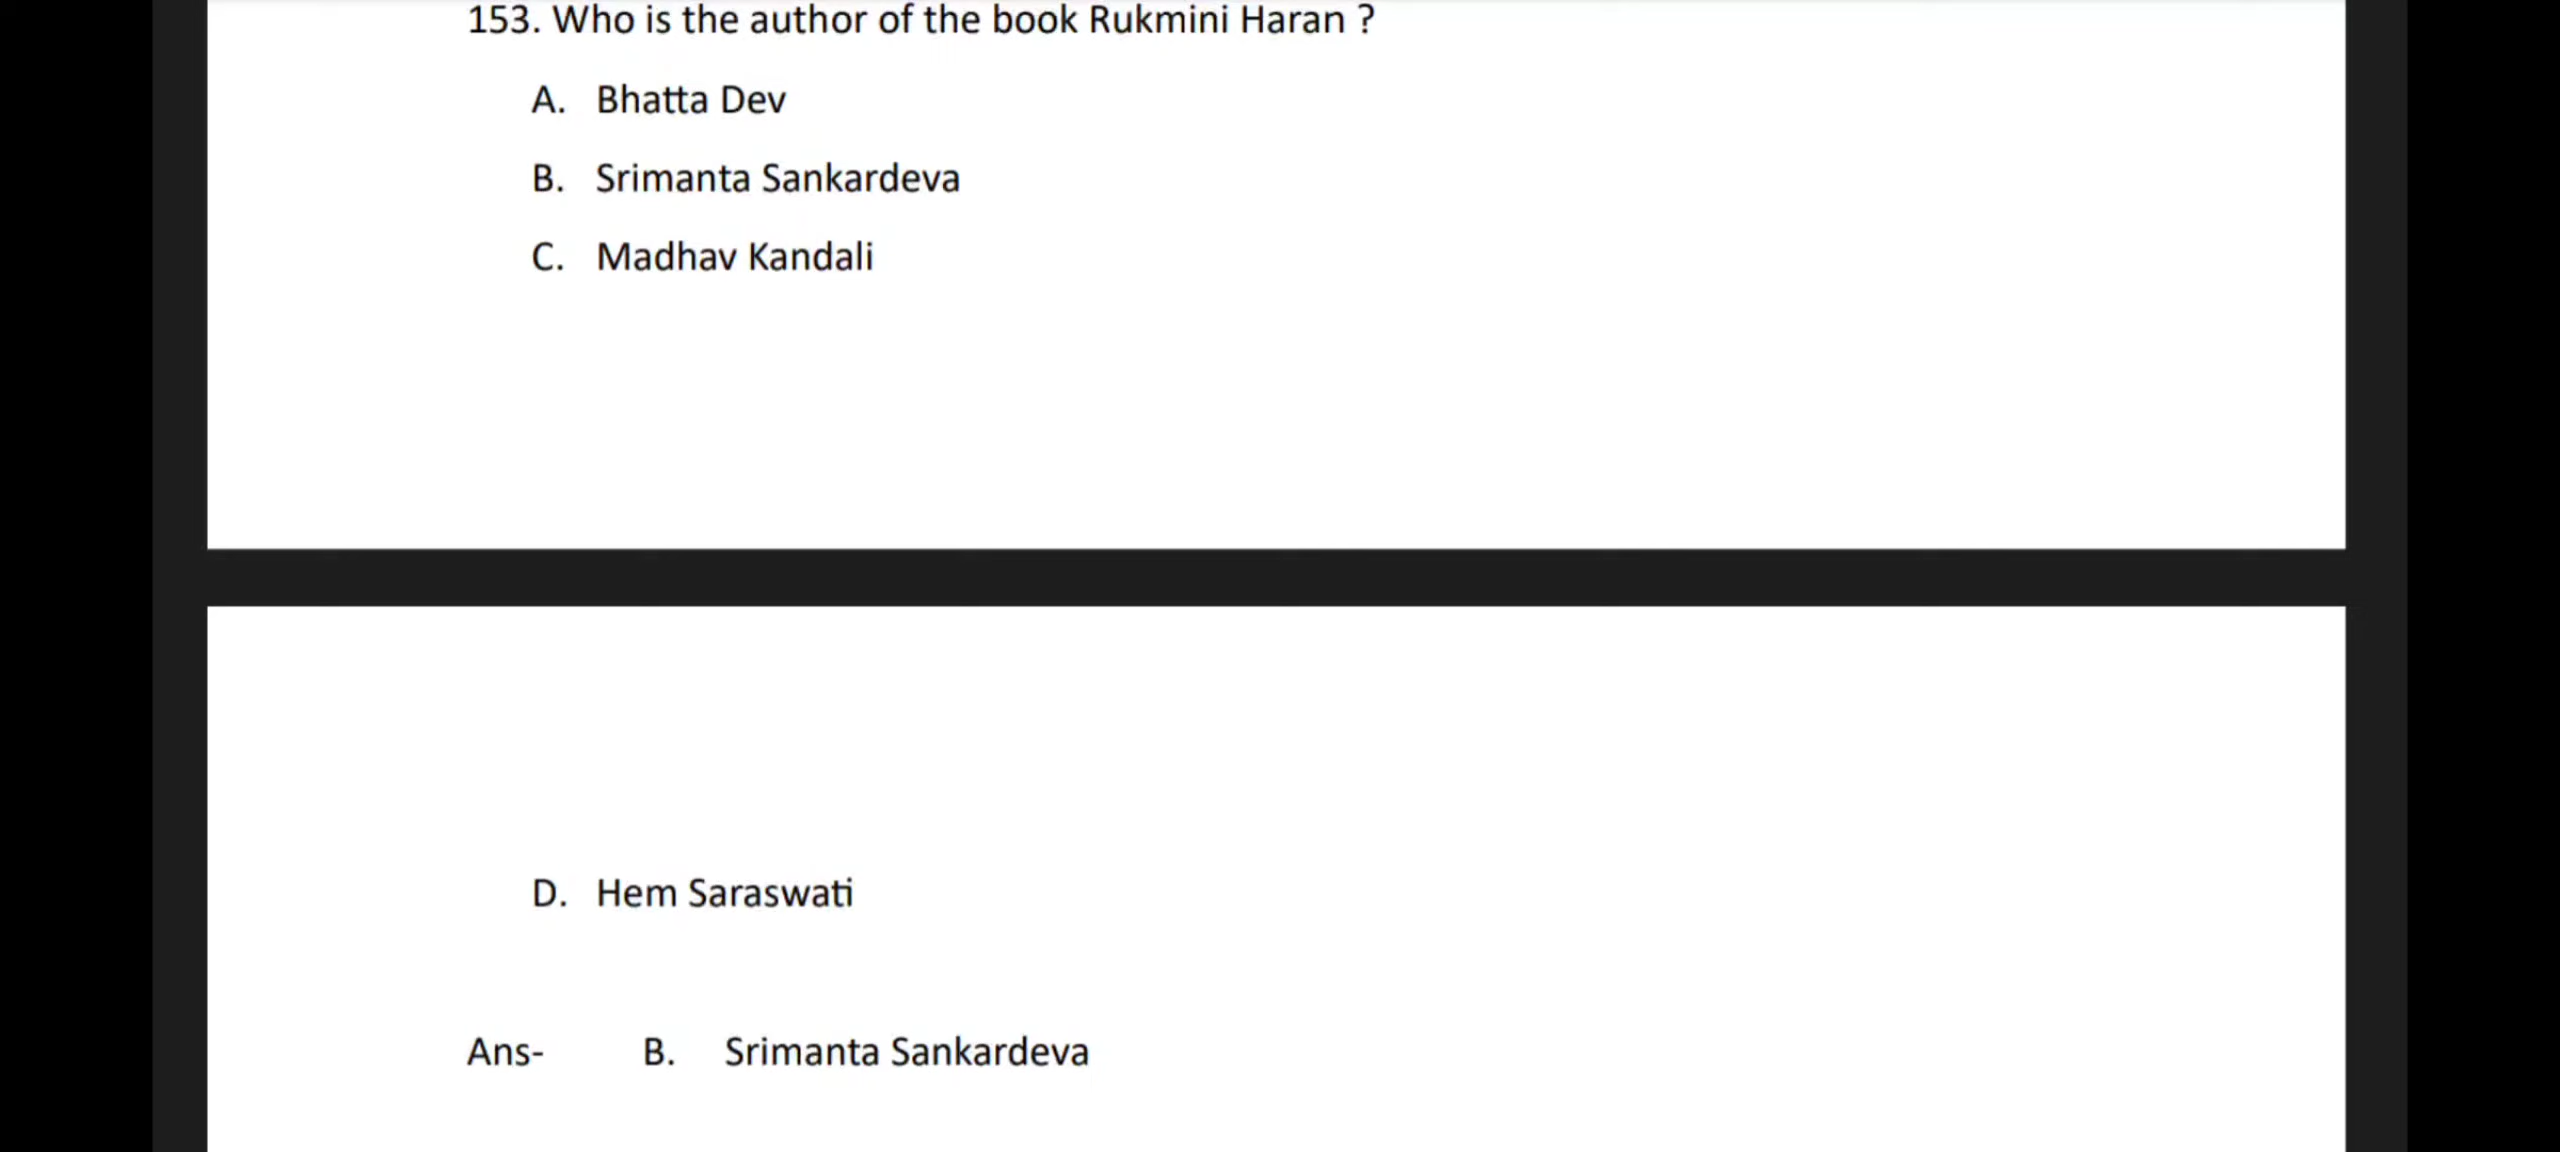 153. Who is the author of the book Rukmini Haran ?
A. Bhatta Dev
B. Srimanta Sankardeva
C. Madhav Kandali
D. Hem Saraswati
Ans- B. Srimanta Sankardeva